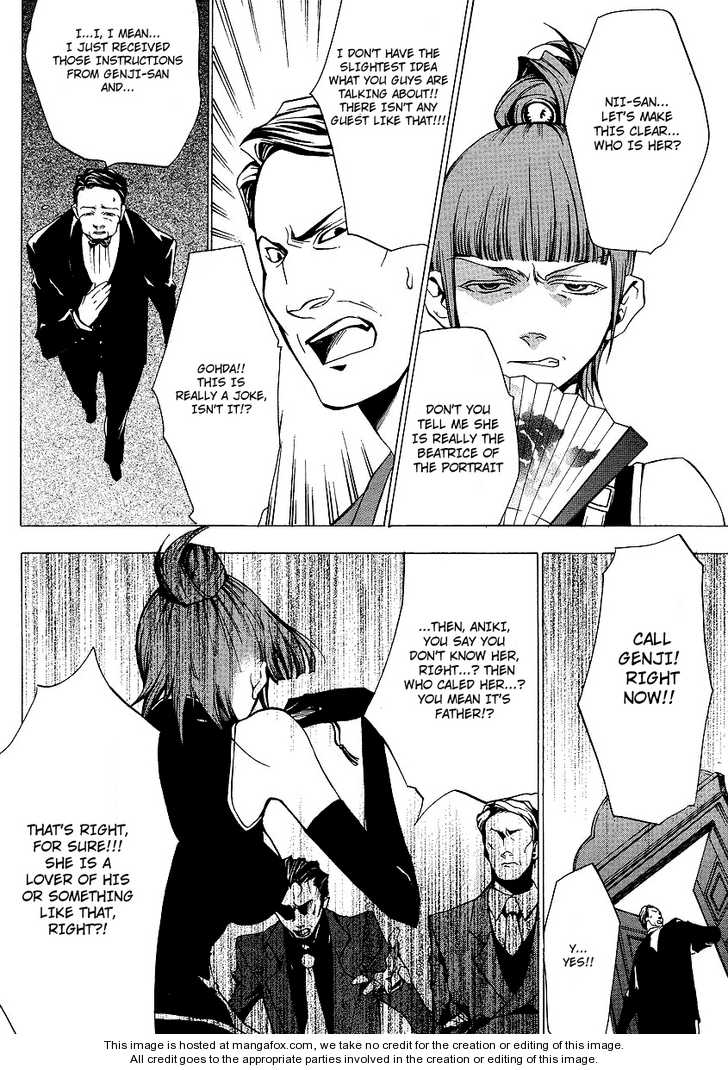 NII-SAN...
LET'S MAKE
THIS CLEAR...
WHO IS HER?
DON'T YOU
TELL ME SHE
IS REALLY THE
BEATRICE
OF THE PORTRAIT
I DON'T HAVE THE
SLIGHTEST IDEA
WHAT YOU GUYS ARE
TALKING ABOUT!!
THERE ISN'T ANY
GUEST LIKE THAT!!!
GOHDA!!
THIS IS
REALLY A JOKE,
ISN'T IT!?
I...I, I MEAN...
I JUST RECEIVED
THOSE INSTRUCTIONS
FROM GENJI-SAN
AND...
CALL
GENJI!
RIGHT
NOW!!
Y...
YES!!
...THEN, ANIKI,
YOU SAY YOU
DON'T KNOW HER,
RIGHT...? THEN
WHO CALED HER...?
YOU MEAN IT'S
FATHER!?
THAT'S RIGHT,
FOR SURE!!!
SHE IS A
LOVER OF HIS
OR SOMETHING
LIKE THAT,
RIGHT?!
This image is hosted at mangafox.com, we take no credit for the creation or editing of this image.
All credit goes to the appropriate parties involved in the creation or editing of this image.